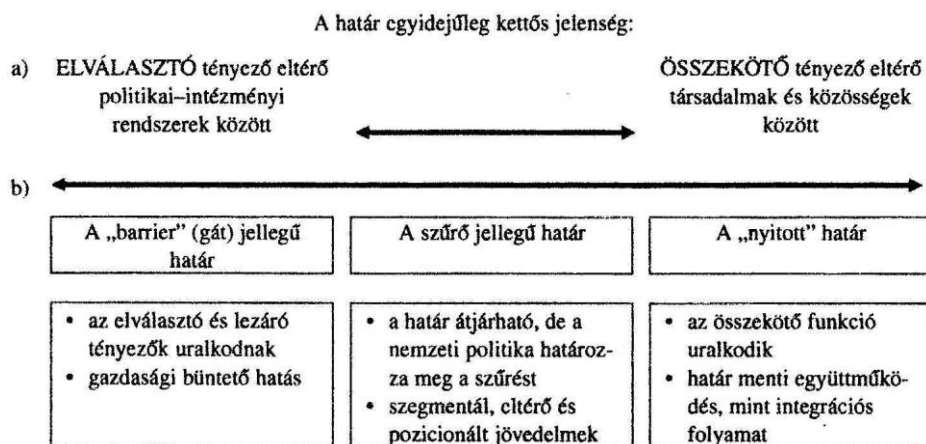 A határ egyidejűleg kettős jelenség:
a) ELVÁLASZTÓ tényező eltérő
politikai–intézményi
rendszerek között
ÖSSZEKÖTŐ tényező eltérő
társadalmak és közösségek
között
b)
A „barrier” (gát) jellegű
határ
A szűrő jellegű határ
A „nyitott” határ
• az elválasztó és lezáró
tényezők uralkodnak
• gazdasági büntető hatás
• a határ átjárható, de a
nemzeti politika határoz-
za meg a szűrést
• szegmentál, eltérő és
pozicionált jövedelmek
• az összekötő funkció
uralkodik
• határ menti együttműkö-
dés, mint integrációs
folyamat